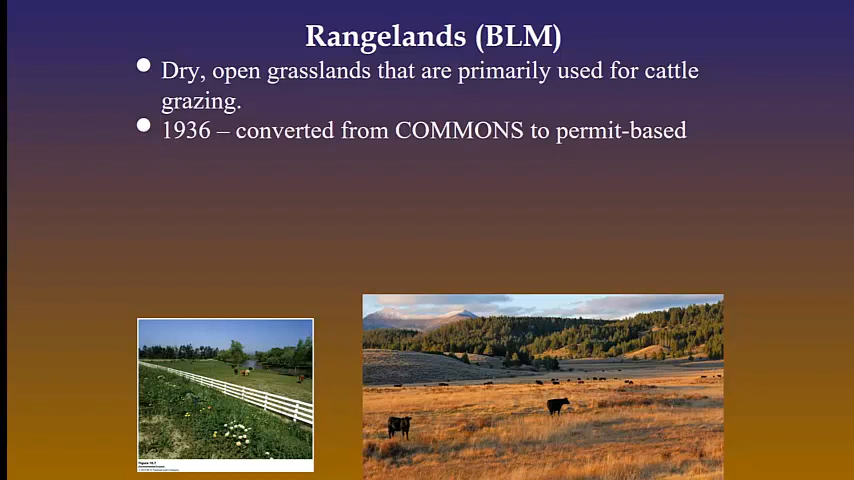 Rangelands (BLM)
Dry, open grasslands that are primarily used for cattle
grazing.
1936 – converted from COMMONS to permit-based